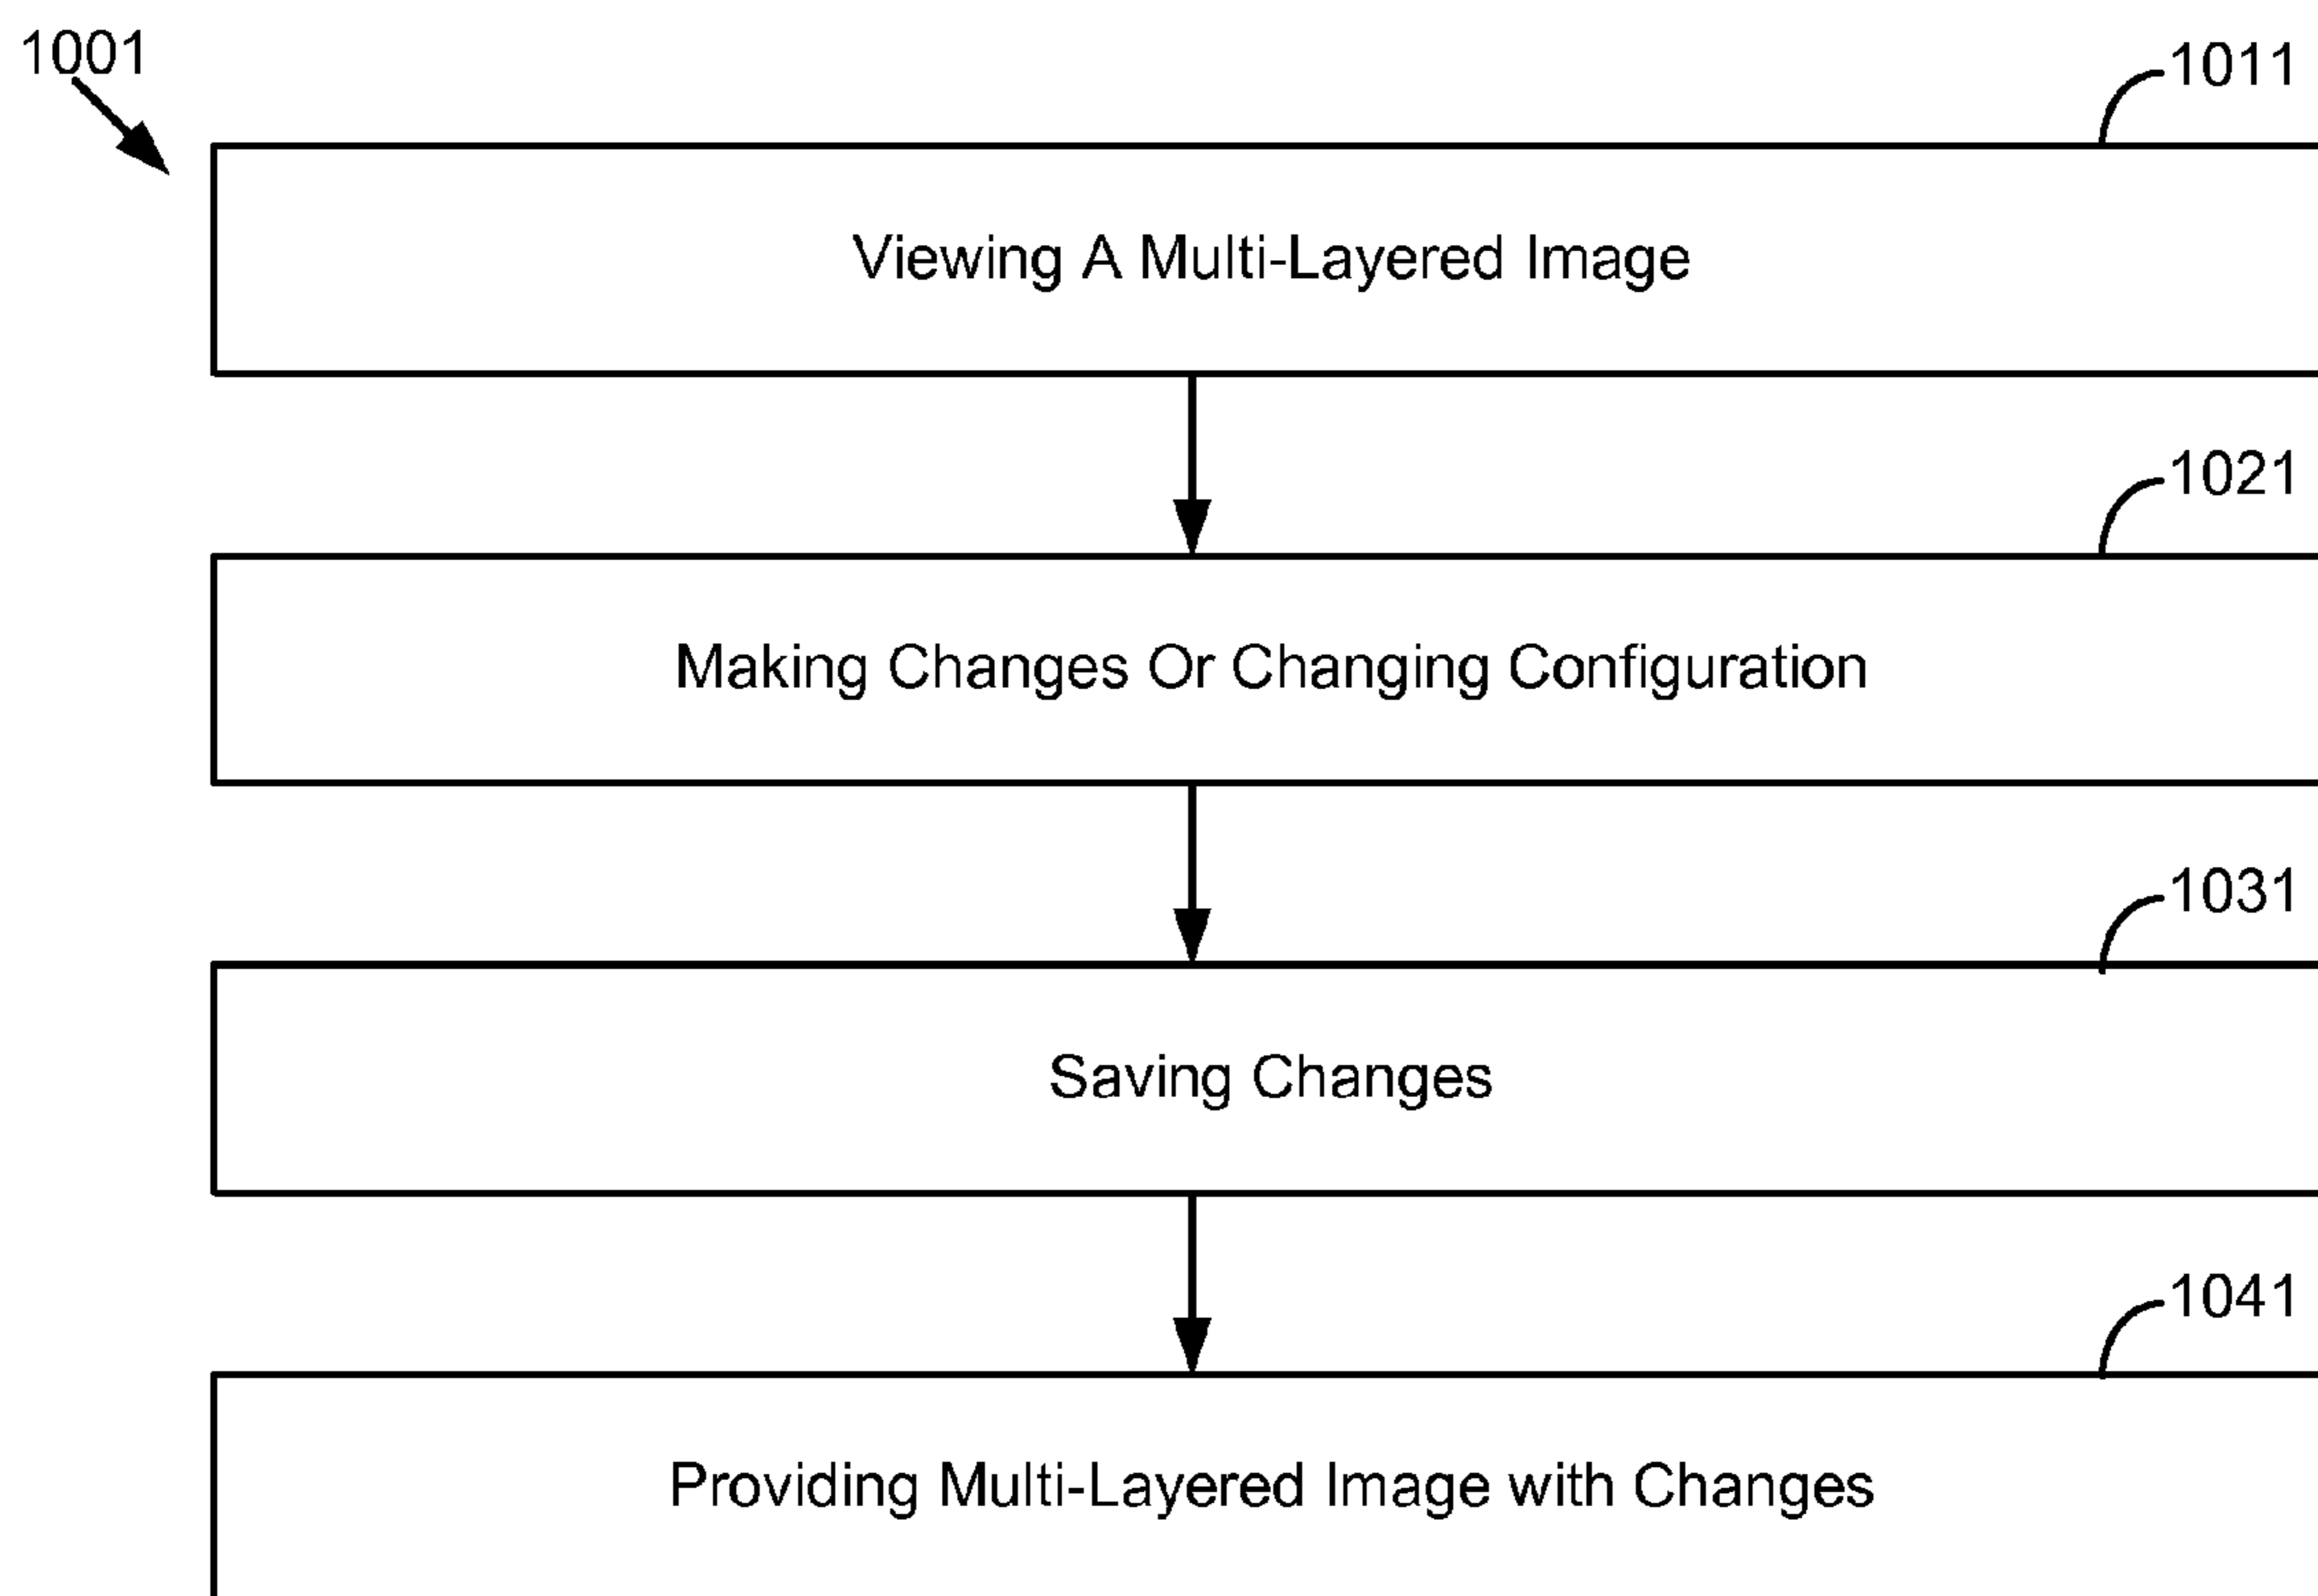 1001
1011
Viewing A Multi-Layered Image
1021
Making Changes Or Changing Configuration
1031
Saving Changes
1041
Providing Multi-Layered Image with Changes